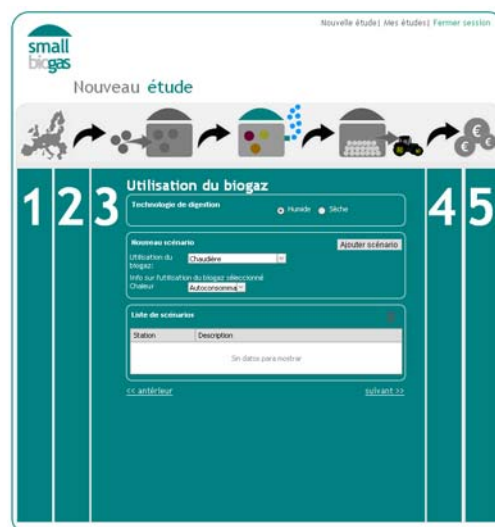 Nouvelle étude| Mes études| Fermer session
small
biogas
Nouveau étude
€ € €
1 2 3 4 5
Utilisation du biogaz
Technologie de digestion
Humide Sèche
Nouveau scénario
Ajouter scénario
Utilisation du
biogaz:
Chaudière
Info sur l'utilisation du biogaz sélectionné
Chaleur
Autoconsomma
Liste de scénarios
Station Description
Sin datos para mostrar
<< antérieur suivant >>